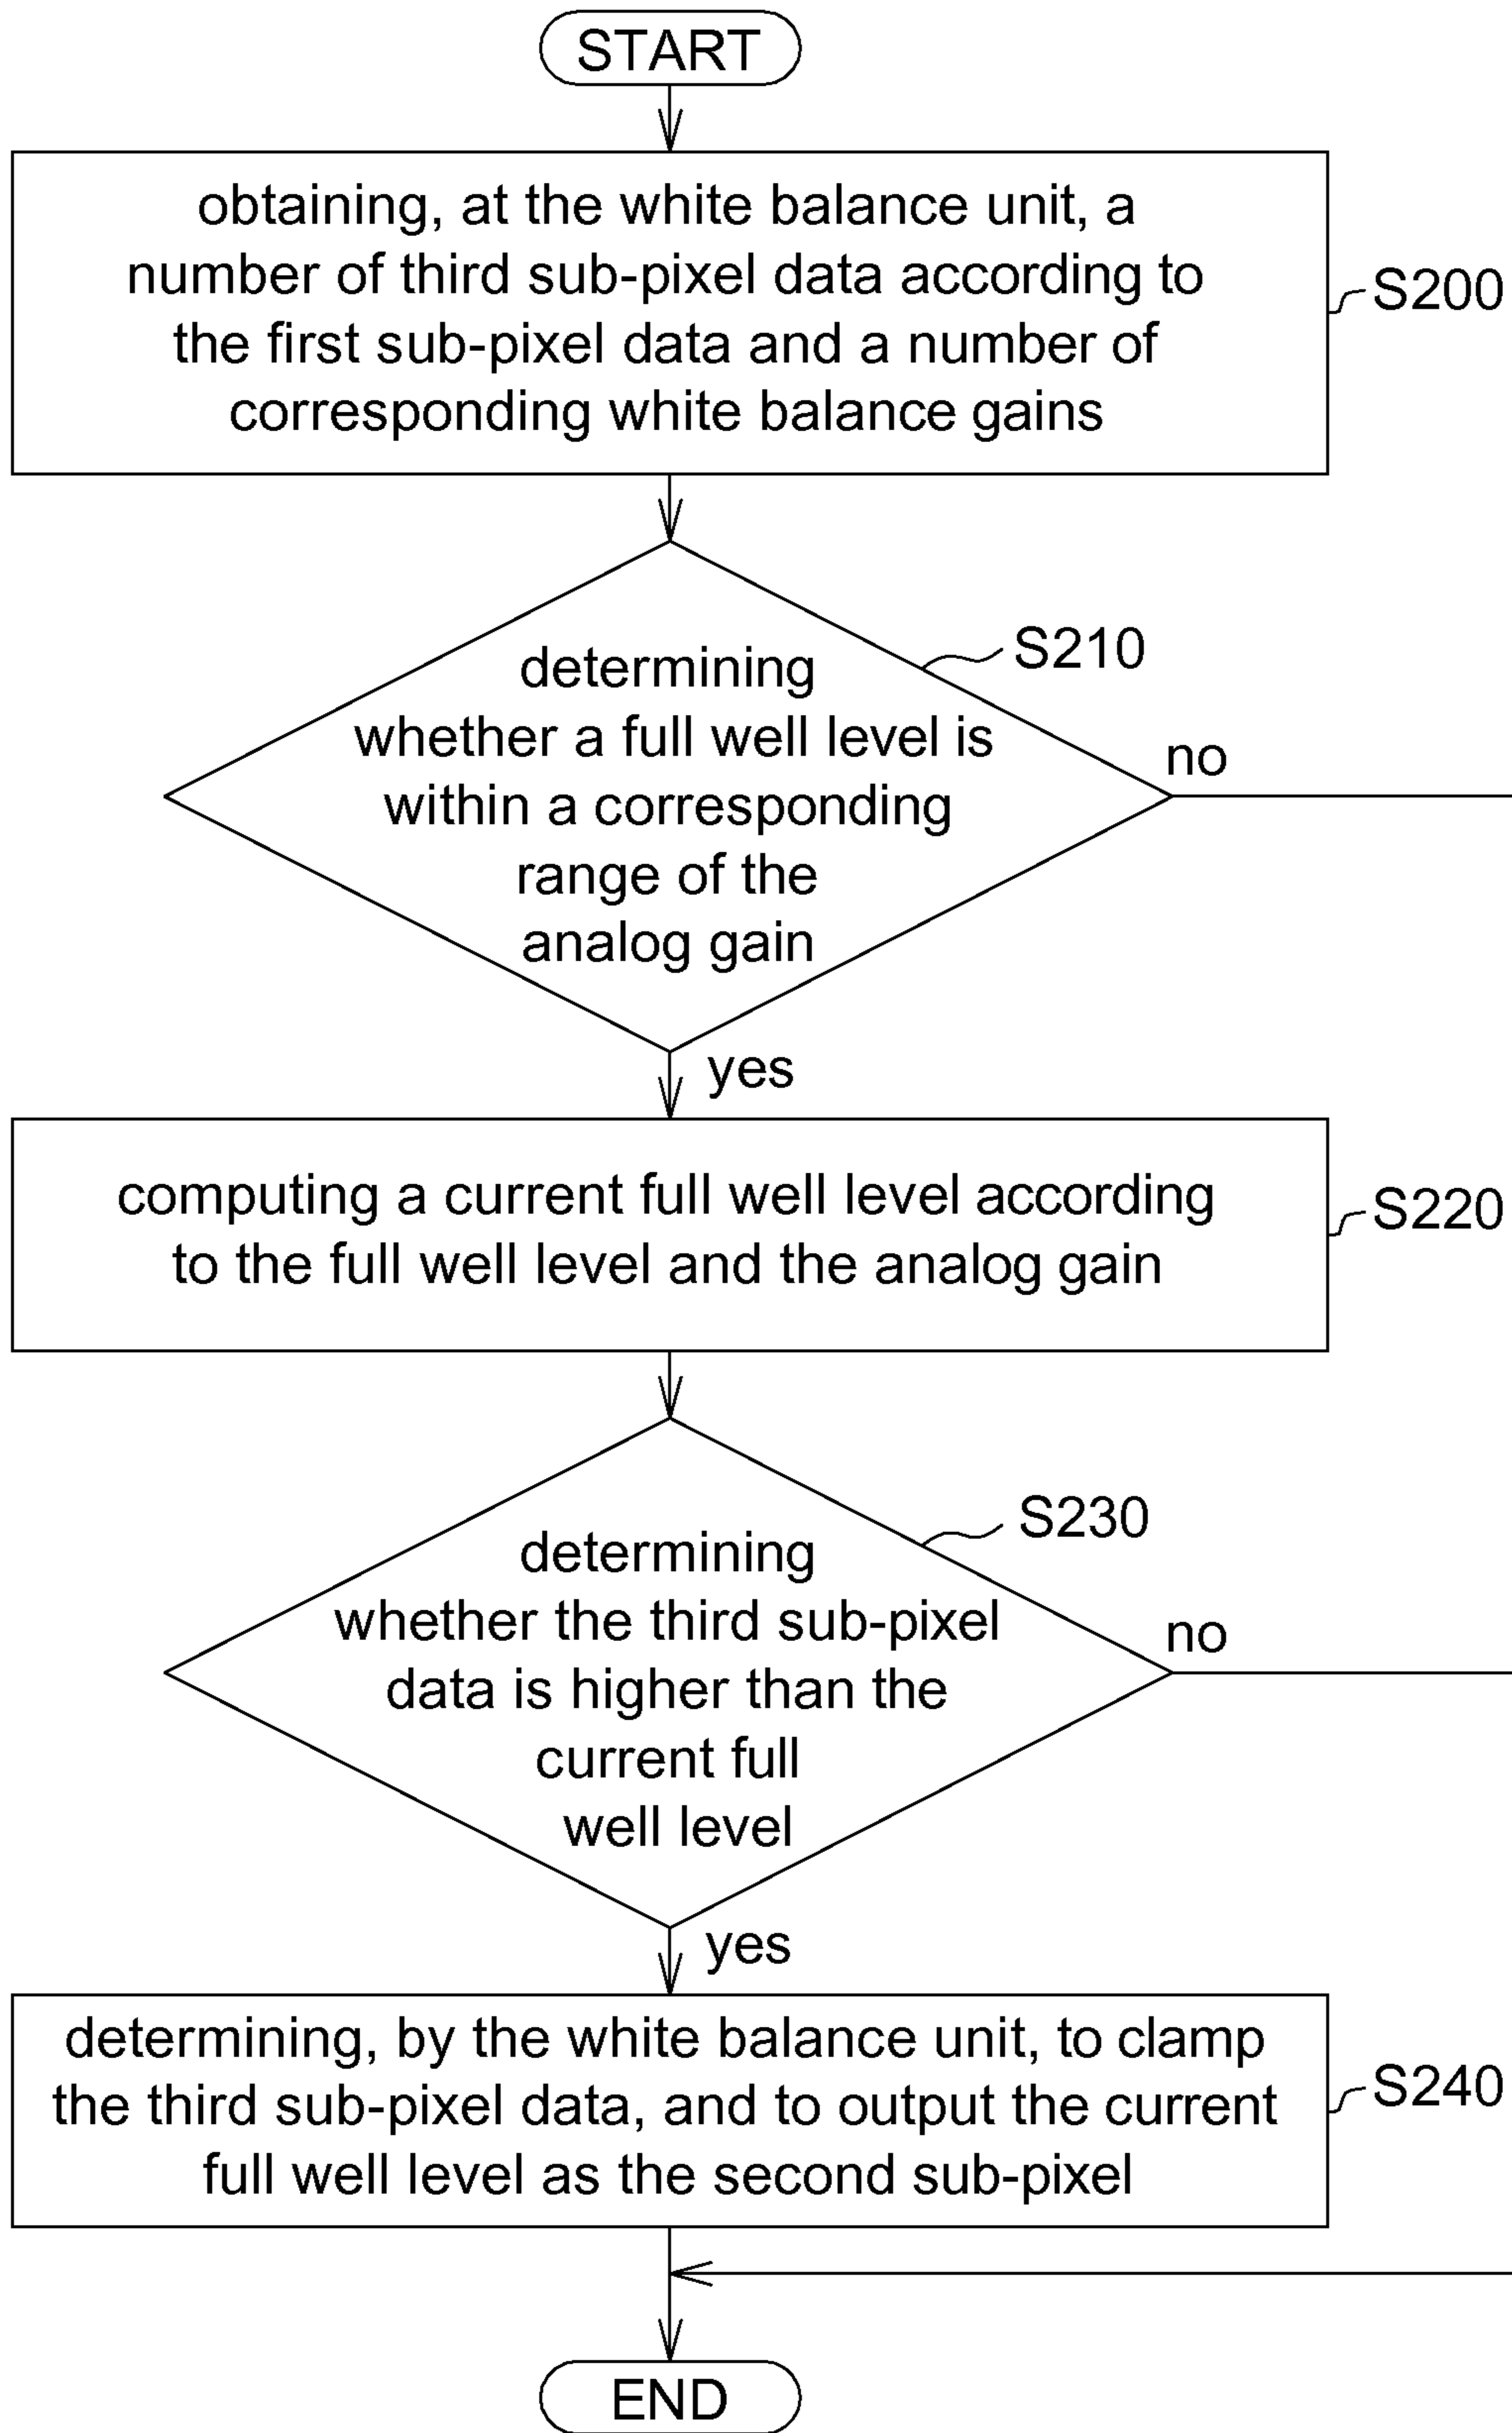 START
obtaining, at the white balance unit, a
number of third sub-pixel data according to
the first sub-pixel data and a number of
corresponding white balance gains
S200
determining
whether a full well level is
within a corresponding
range of the
analog gain
S210
no
yes
computing a current full well level according
to the full well level and the analog gain
S220
determining
whether the third sub-pixel
data is higher than the
current full
well level
S230
no
yes
determining, by the white balance unit, to clamp
the third sub-pixel data, and to output the current
full well level as the second sub-pixel
S240
END